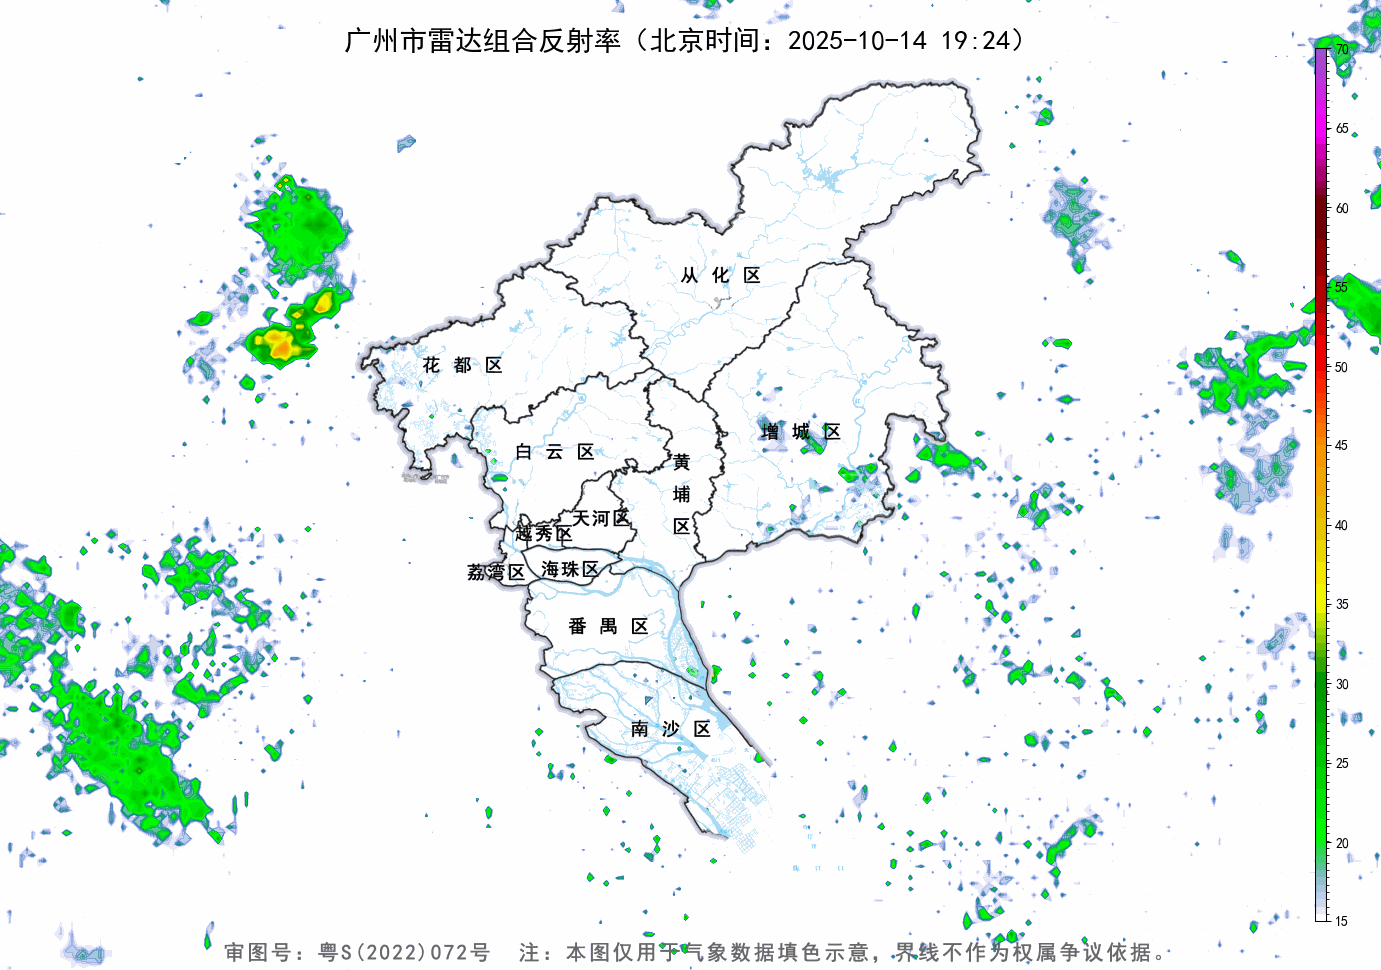 广州市雷达组合反射率（北京时间：2025-10-14 19:24）
70
65
60
55
50
45
40
35
30
25
20
15
从化区
花都区
增城区
白云区
黄埔区
天河区
越秀区
荔湾区
海珠区
番禺区
南沙区
审图号：粤S(2022)072号 注：本图仅用于气象数据填色示意，界线不作为权属争议依据。